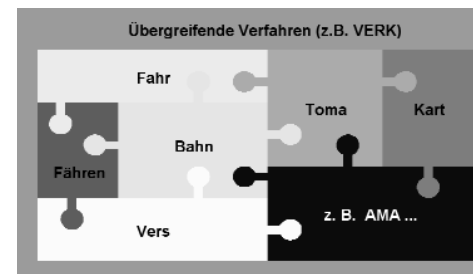 Übergreifende Verfahren (z.B. VERK)
Fahr
Toma
Kart
Bahn
Fähren
Vers
z. B. AMA ...